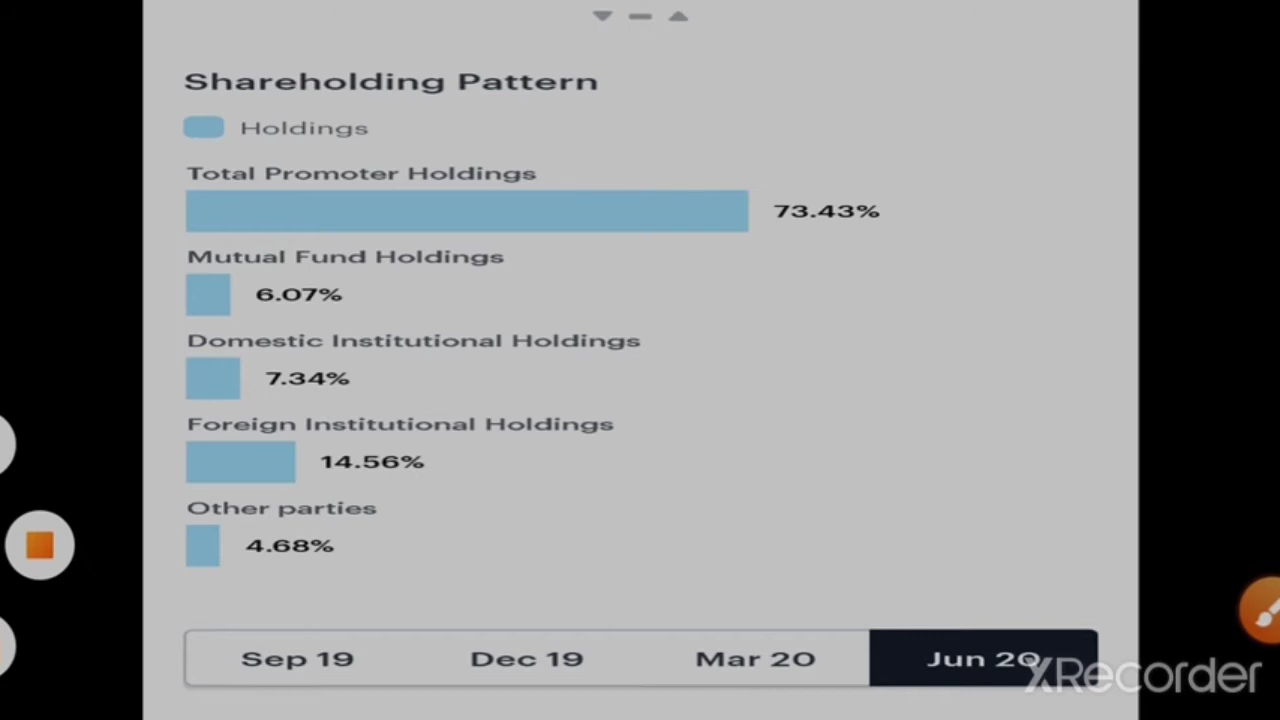 Shareholding Pattern
Holdings
Total Promoter Holdings
73.43%
Mutual Fund Holdings
6.07%
Domestic Institutional Holdings
7.34%
Foreign Institutional Holdings
14.56%
Other parties
4.68%
Sep 19 Dec 19 Mar 20 Jun 20
XRecorder